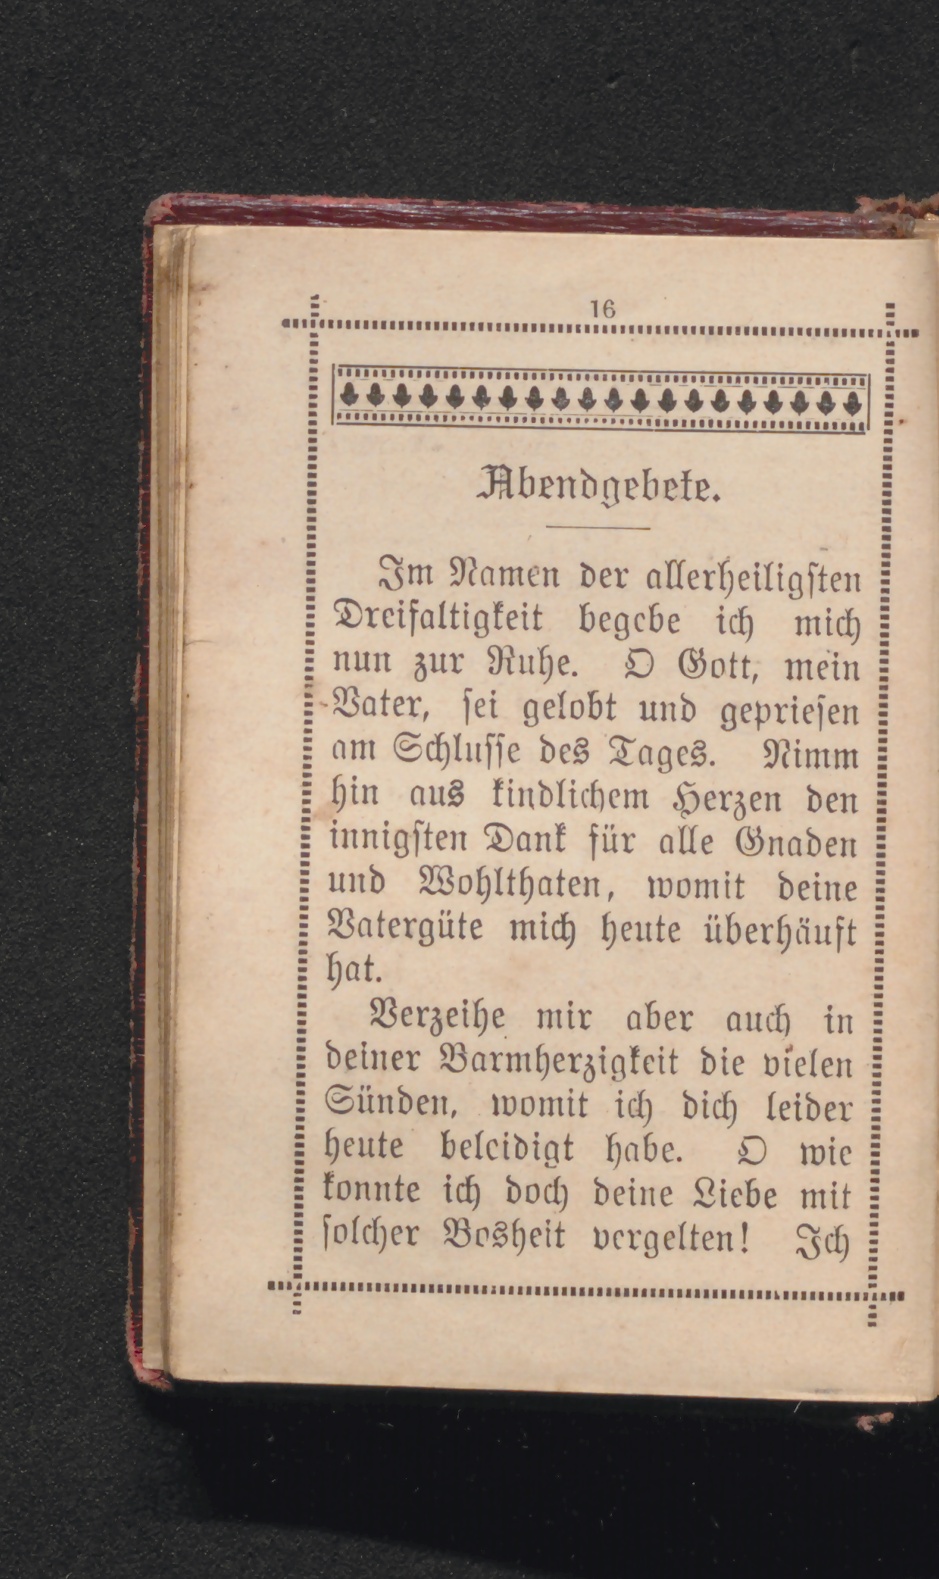 16
Abendgebete.
Im Namen der allerheiligsten
Dreifaltigkeit begebe ich mich
nun zur Ruhe. O Gott, mein
Vater, sei gelobt und gepriesen
am Schlusse des Tages. Nimm
hin aus kindlichem Herzen den
innigsten Dank für alle Gnaden
und Wohlthaten, womit deine
Vatergüte mich heute überhäuft
hat.
Verzeihe mir aber auch in
deiner Barmherzigkeit die vielen
Sünden, womit ich dich leider
heute beleidigt habe. O wie
konnte ich doch deine Liebe mit
solcher Bosheit vergelten! Ich